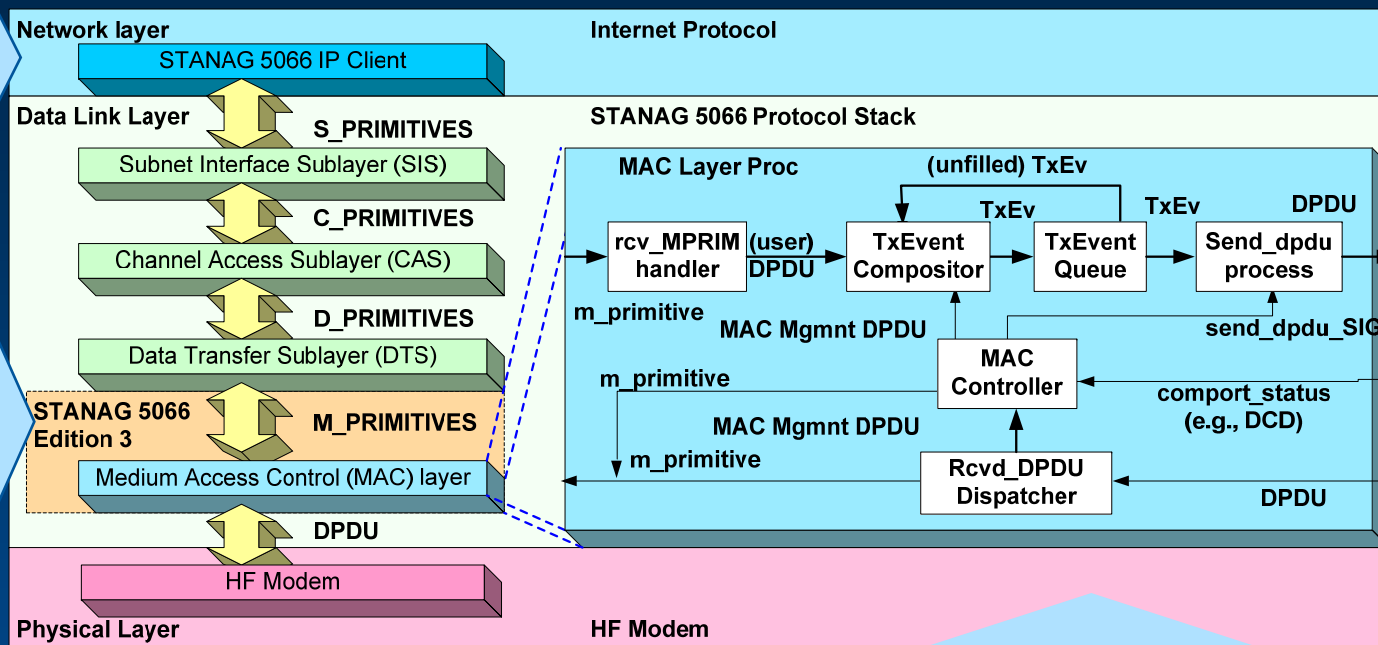 Network layer
Internet Protocol
STANAG 5066 IP Client
Data Link Layer
STANAG 5066 Protocol Stack
S_PRIMITIVES
Subnet Interface Sublayer (SIS)
C_PRIMITIVES
Channel Access Sublayer (CAS)
D_PRIMITIVES
Data Transfer Sublayer (DTS)
STANAG 5066
Edition 3
M_PRIMITIVES
Medium Access Control (MAC) layer
DPDU
HF Modem
Physical Layer
HF Modem
MAC Layer Proc
(unfilled) TxEv
TxEv
TxEv
DPDU
rcv_MPRIM
handler
(user)
DPDU
TxEvent
Compositor
TxEvent
Queue
Send_dpdu
process
m_primitive
MAC Mgmnt DPDU
send_dpdu_SIG
MAC
Controller
m_primitive
comport_status
(e.g., DCD)
MAC Mgmnt DPDU
m_primitive
Rcvd_DPDU
Dispatcher
DPDU